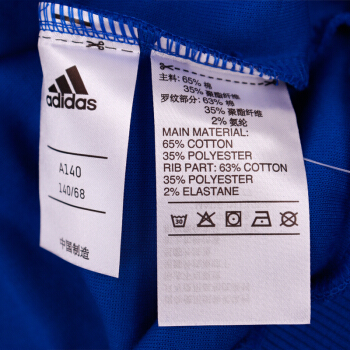 adidas
A140
140/68
中国制造
主料: 65% 棉
35% 聚酯纤维
罗纹部分: 63% 棉
35% 聚酯纤维
2% 氨纶
MAIN MATERIAL:
65% COTTON
35% POLYESTER
RIB PART: 63% COTTON
35% POLYESTER
2% ELASTANE